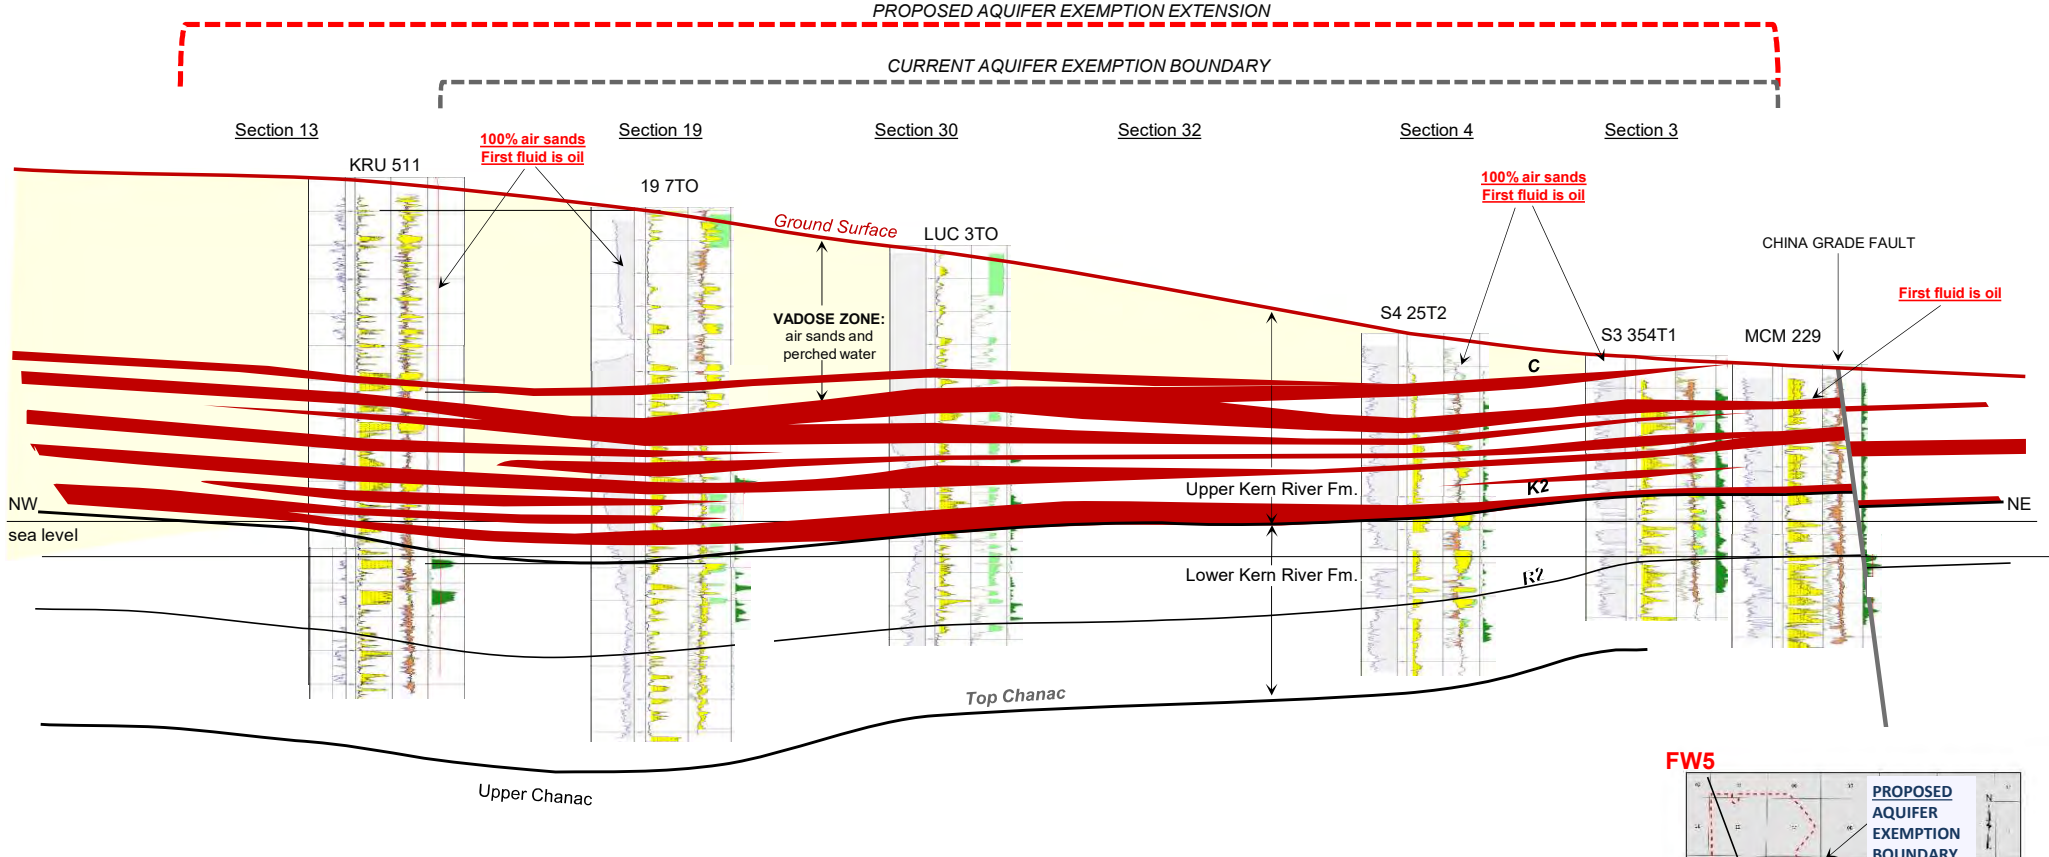 PROPOSED AQUIFER EXEMPTION EXTENSION
CURRENT AQUIFER EXEMPTION BOUNDARY
Section 13
Section 19
Section 30
Section 32
Section 4
Section 3
100% air sands
First fluid is oil
KRU 511
19 7TO
Ground Surface
LUC 3TO
100% air sands
First fluid is oil
CHINA GRADE FAULT
First fluid is oil
S4 25T2
S3 354T1
MCM 229
VADOSE ZONE:
air sands and
perched water
C
Upper Kern River Fm.
K2
NW
NE
sea level
Lower Kern River Fm.
R2
Top Chanac
Upper Chanac
FW5
PROPOSED
AQUIFER
EXEMPTION
BOUNDARY
N